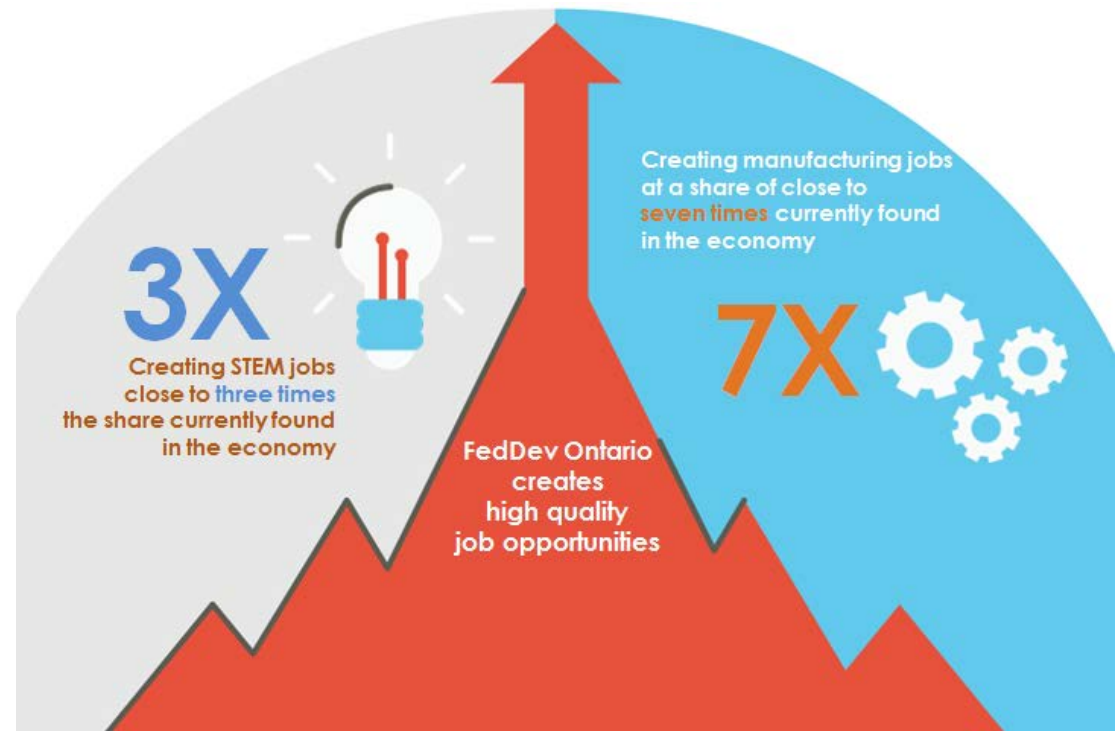 3X
Creating STEM jobs
close to three times
the share currently found
in the economy
FedDev Ontario
creates
high quality
job opportunities
Creating manufacturing jobs
at a share of close to
seven times currently found
in the economy
7X